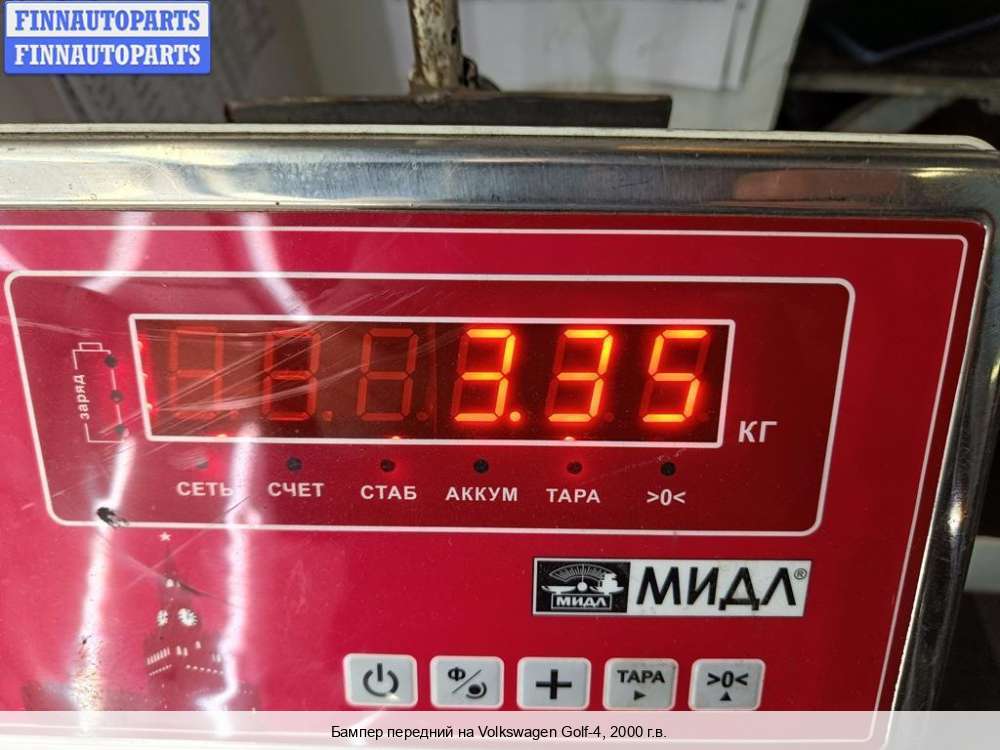 FINNAUTOPARTS
FINNAUTOPARTS
3.35
КГ
заряд
СЕТЬ СЧЕТ СТАБ АККУМ ТАРА >0<
МИДЛ МИДЛ®
Ф/ + ТАРА >0<
Бампер передний на Volkswagen Golf-4, 2000 г.в.